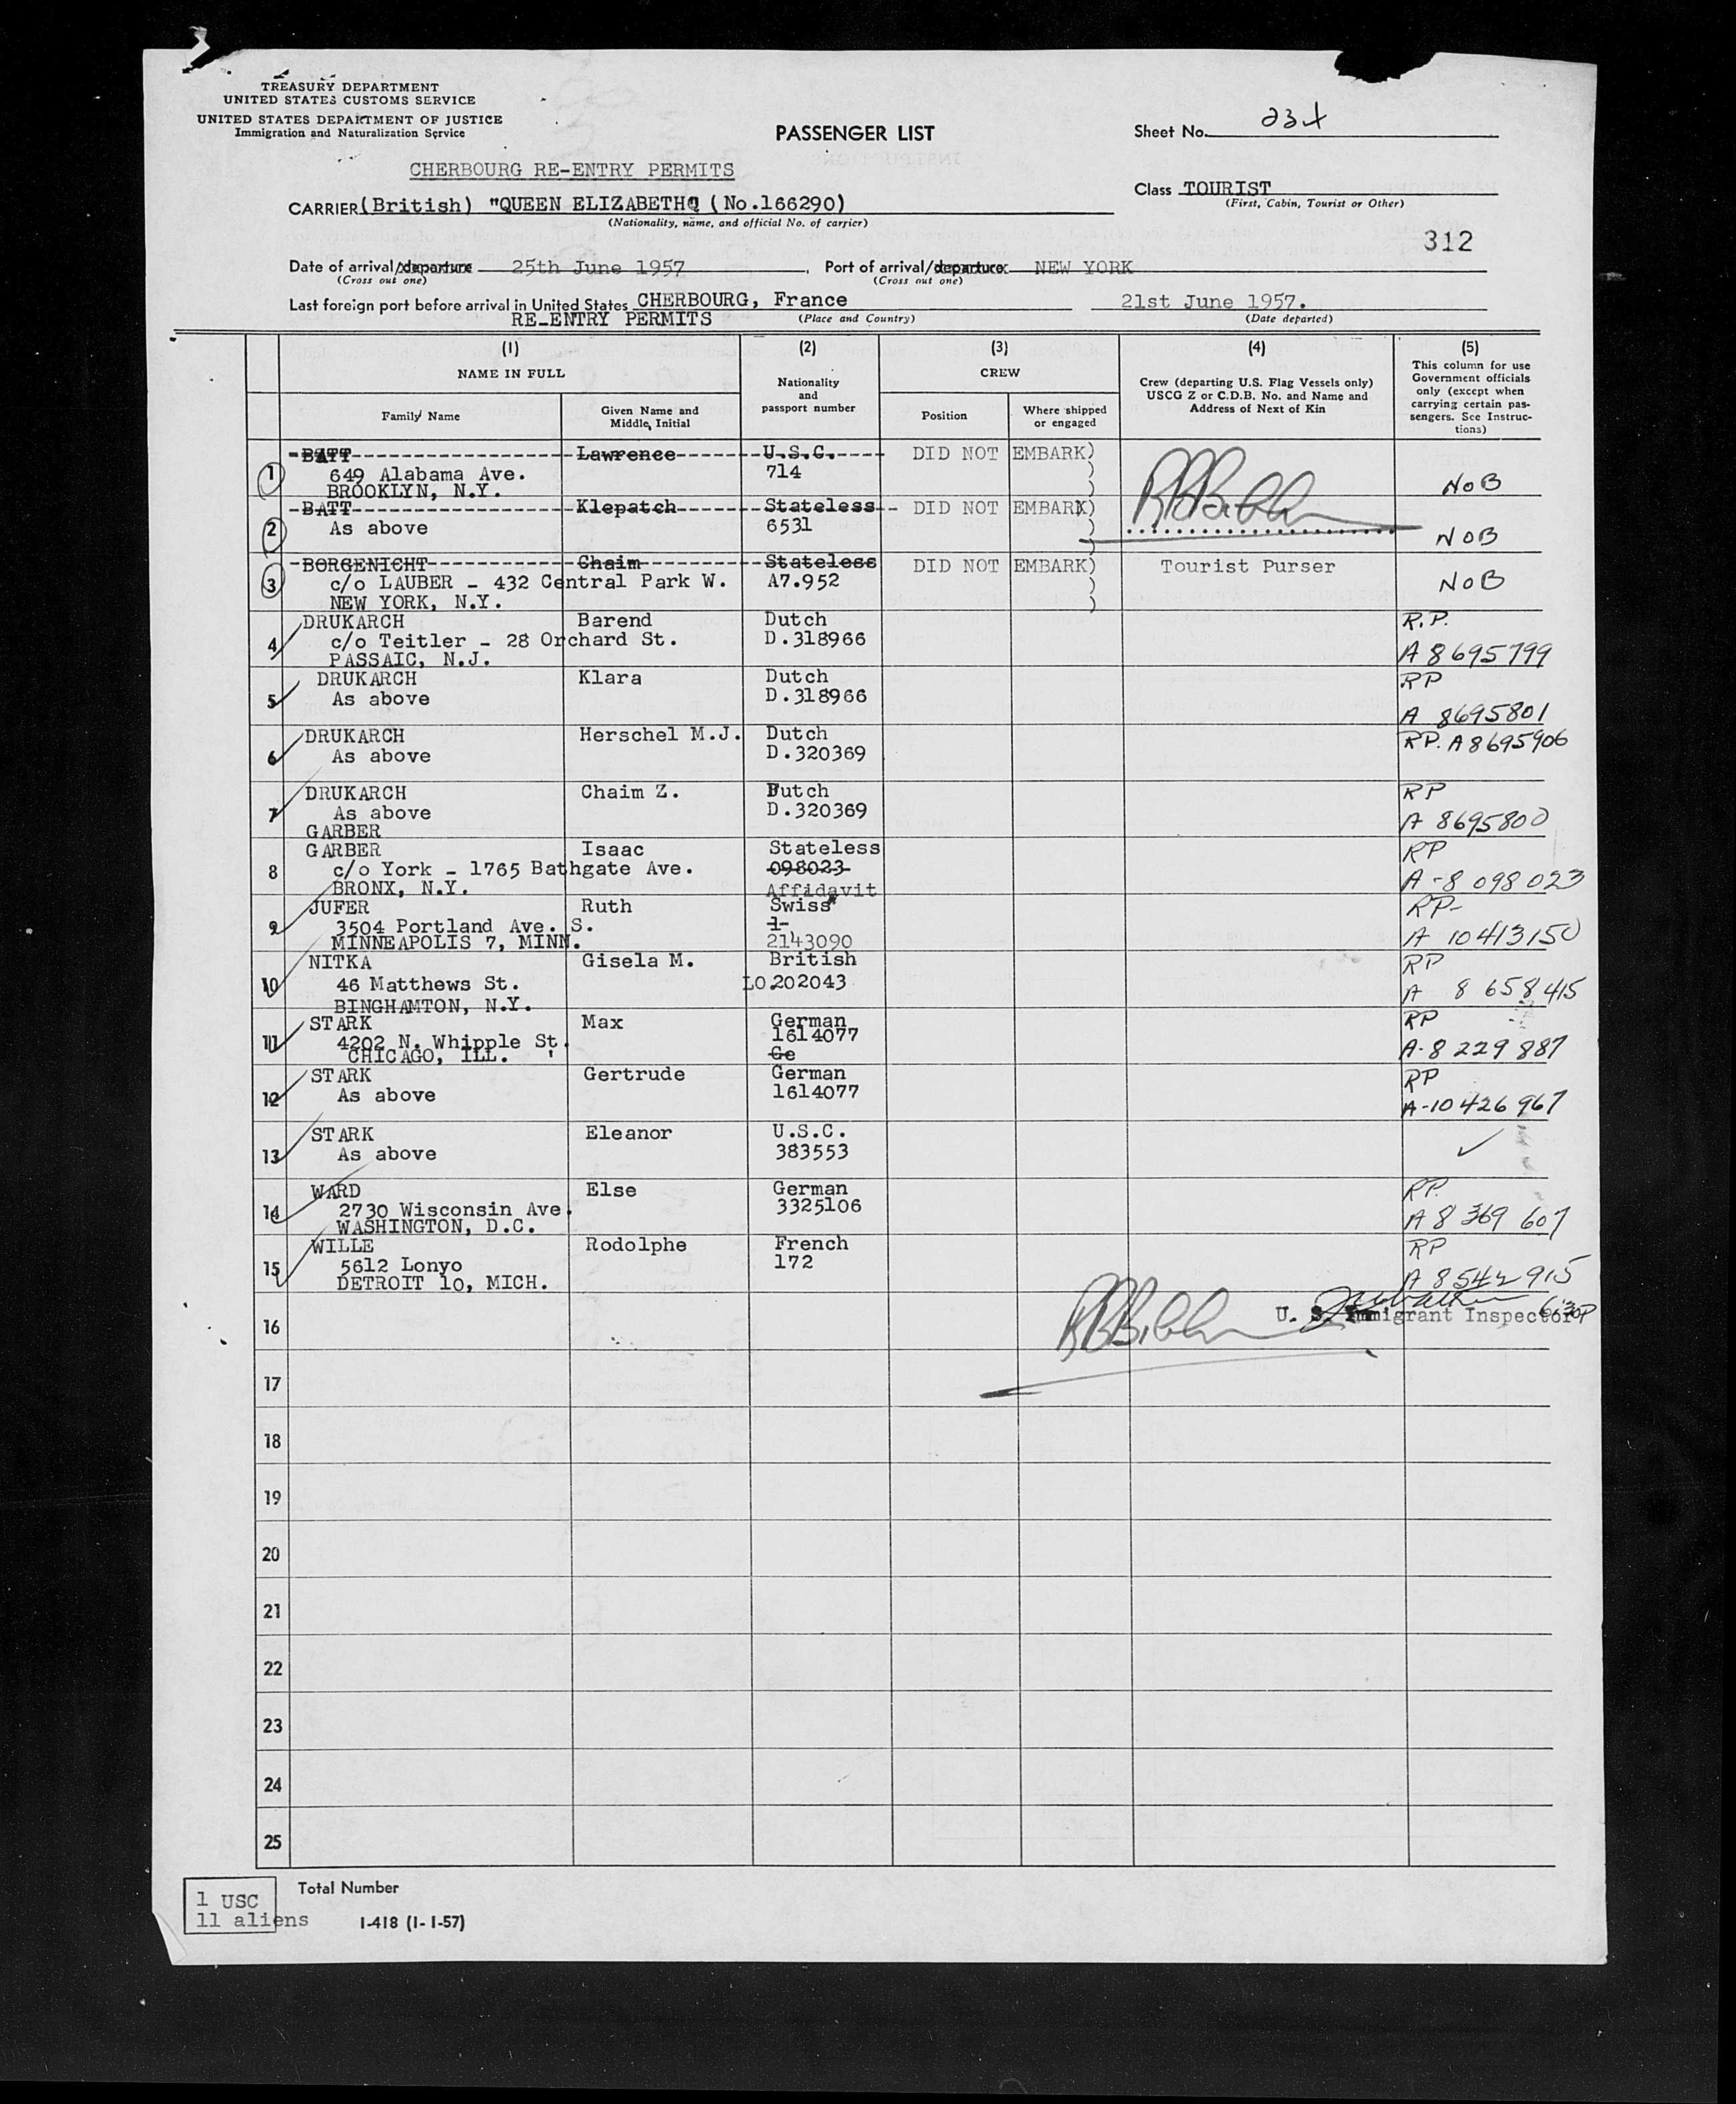 TREASURY DEPARTMENT
UNITED STATES CUSTOMS SERVICE
UNITED STATES DEPARTMENT OF JUSTICE
Immigration and Naturalization Service
PASSENGER LIST
Sheet No. 23
CHERBOURG RE-ENTRY PERMITS
Class TOURIST
(First, Cabin, Tourist or Other)
CARRIER (British) "QUEEN ELIZABETH (No.166290)
(Nationality, name, and official No. of carrier)
312
Date of arrival/departure 25th June 1957, Port of arrival/departure NEW YORK
(Cross out one) (Cross out one)
Last foreign port before arrival in United States CHERBOURG, France 21st June 1957.
RE-ENTRY PERMITS (Place and Country) (Date departed)
(1) (2) (3) (4) (5)
NAME IN FULL
Family Name
Given Name and Middle Initial
Nationality and passport number
CREW
Position
Where shipped or engaged
Crew (departing U.S. Flag Vessels only)
USCG Z or C.D.B. No. and Name and
Address of Next of Kin
This column for use
Government officials
only (except when
carrying certain pas-
sengers. See Instruc-
tions)
1 BATT Lawrence U.S.C. DID NOT EMBARK)
649 Alabama Ave. 714 NOB
BROOKLYN, N.Y.
2 BATT Klepatch Stateless DID NOT EMBARK)
As above 6531 NOB
3 BORGENICHT Chaim Stateless DID NOT EMBARK) Tourist Purser
c/o LAUBER - 432 Central Park W. A7.952 NOB
NEW YORK, N.Y.
4 DRUKARCH Barend Dutch R.P.
c/o Teitler - 28 Orchard St. D.318966 A 8695799
PASSAIC, N.J.
5 DRUKARCH Klara Dutch RP
As above D.318966 A 8695801
6 DRUKARCH Herschel M.J. Dutch RP. A8695906
As above D.320369
7 DRUKARCH Chaim Z. Dutch RP
As above D.320369 A 8695800
GARBER
8 GARBER Isaac Stateless RP
c/o York - 1765 Bathgate Ave. 098023 A-8 098 023
BRONX, N.Y. Affidavit
9 JUFER Ruth Swiss RP-
3504 Portland Ave. S. 1- A 10413150
MINNEAPOLIS 7, MINN. 2143090
10 NITKA Gisela M. British RP
46 Matthews St. LO.202043 A 8 658 415
BINGHAMTON, N.Y.
11 STARK Max German RP
4202 N. Whipple St. 1614077 A-8 229 887
CHICAGO, ILL. Ge
12 STARK Gertrude German RP
As above 1614077 A-10 426 967
13 STARK Eleanor U.S.C.
As above 383553
14 WARD Else German RP.
2730 Wisconsin Ave. 3325106 A 8 369 607
WASHINGTON, D.C.
15 WILLE Rodolphe French RP
5612 Lonyo 172 A 8542 915
DETROIT 10, MICH.
16 U. S. Immigrant Inspector
17
18
19
20
21
22
23
24
25
1 USC
11 aliens
Total Number
I-418 (1-1-57)